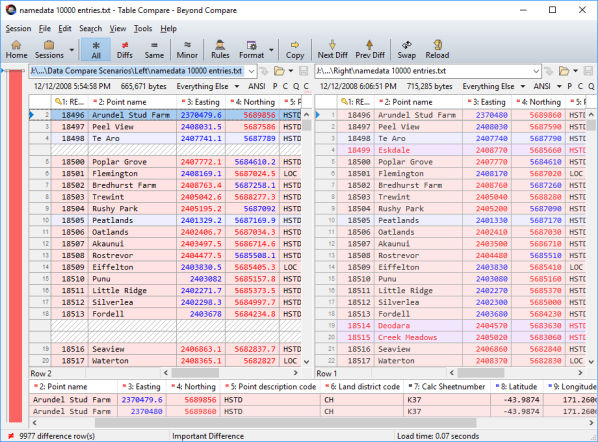 namedata 10000 entries.txt - Table Compare - Beyond Compare
Session File Edit Search View Tools Help
Home Sessions All Diffs Same Minor Rules Format Copy Next Diff Prev Diff Swap Reload
J:\...\Data Compare Scenarios\Left\namedata 10000 entries.txt J:\...\Right\namedata 10000 entries.txt
12/12/2008 5:54:58 PM 665,671 bytes Everything Else ANSI P C Q 12/12/2008 6:06:51 PM 715,285 bytes Everything Else ANSI P C Q
1: RE... 2: Point name 3: Easting 4: Northing 5: P 1: RE... 2: Point name 3: Easting 4: Northing 5: P
2 18496 Arundel Stud Farm 2370479.6 5689856 HSTD 1 18496 Arundel Stud Farm 2370480 5689860 HSTD
3 18497 Peel View 2408031.5 5687586 HSTD 2 18497 Peel View 2408030 5687590 HSTD
4 18498 Te Aro 2407741.1 5687789 HSTD 3 18498 Te Aro 2407740 5687790 HSTD
4 18499 Eskdale 2408770 5685660 HSTD
5 18500 Poplar Grove 2407772.1 5684610.2 HSTD 5 18500 Poplar Grove 2407770 5684610 HSTD
6 18501 Flemington 2408169.1 5687024.5 LOC 6 18501 Flemington 2408170 5687020 LOC
7 18502 Bredhurst Farm 2408763.4 5687258.1 HSTD 7 18502 Bredhurst Farm 2408760 5687260 HSTD
8 18503 Trewint 2405042.6 5688277.3 HSTD 8 18503 Trewint 2405040 5688280 HSTD
9 18504 Rushy Park 2405195.2 5687092 HSTD 9 18504 Rushy Park 2405200 5687090 HSTD
10 18505 Peatlands 2401329.2 5687169.9 HSTD 10 18505 Peatlands 2401330 5687170 HSTD
11 18506 Oatlands 2402406.7 5687034.3 HSTD 11 18506 Oatlands 2402410 5687030 HSTD
12 18507 Akaunui 2403497.5 5686714.6 HSTD 12 18507 Akaunui 2403500 5686710 HSTD
13 18508 Rostrevor 2404477.5 5685508.1 HSTD 13 18508 Rostrevor 2404480 5685510 HSTD
14 18509 Eiffelton 2403830.5 5685405.3 LOC 14 18509 Eiffelton 2403830 5685410 LOC
15 18510 Punu 2403082 5685157.8 HSTD 15 18510 Punu 2403080 5685160 HSTD
16 18511 Little Ridge 2402271.7 5685373.5 HSTD 16 18511 Little Ridge 2402270 5685370 HSTD
17 18512 Silverlea 2402298.3 5684997.7 HSTD 17 18512 Silverlea 2402300 5685000 HSTD
18 18513 Fordell 2403678 5684234.8 HSTD 18 18513 Fordell 2403680 5684230 HSTD
19 18514 Deodara 2404570 5683630 HSTD
20 18515 Creek Meadows 2405020 5683060 HSTD
19 18516 Seaview 2406863.1 5682837.7 HSTD 21 18516 Seaview 2406860 5682840 HSTD
20 18517 Waterton 2408365.1 5682827 LOC 22 18517 Waterton 2408370 5682830 LOC
Row 2 Row 1
2: Point name 3: Easting 4: Northing 5: Point description code 6: Land district code 7: Calc Sheetnumber 8: Latitude 9: Longitude
Arundel Stud Farm 2370479.6 5689856 HSTD CH K37 -43.9874 171.2600
Arundel Stud Farm 2370480 5689860 HSTD CH K37 -43.9874 171.2600
9977 difference row(s) Important Difference Load time: 0.07 seconds